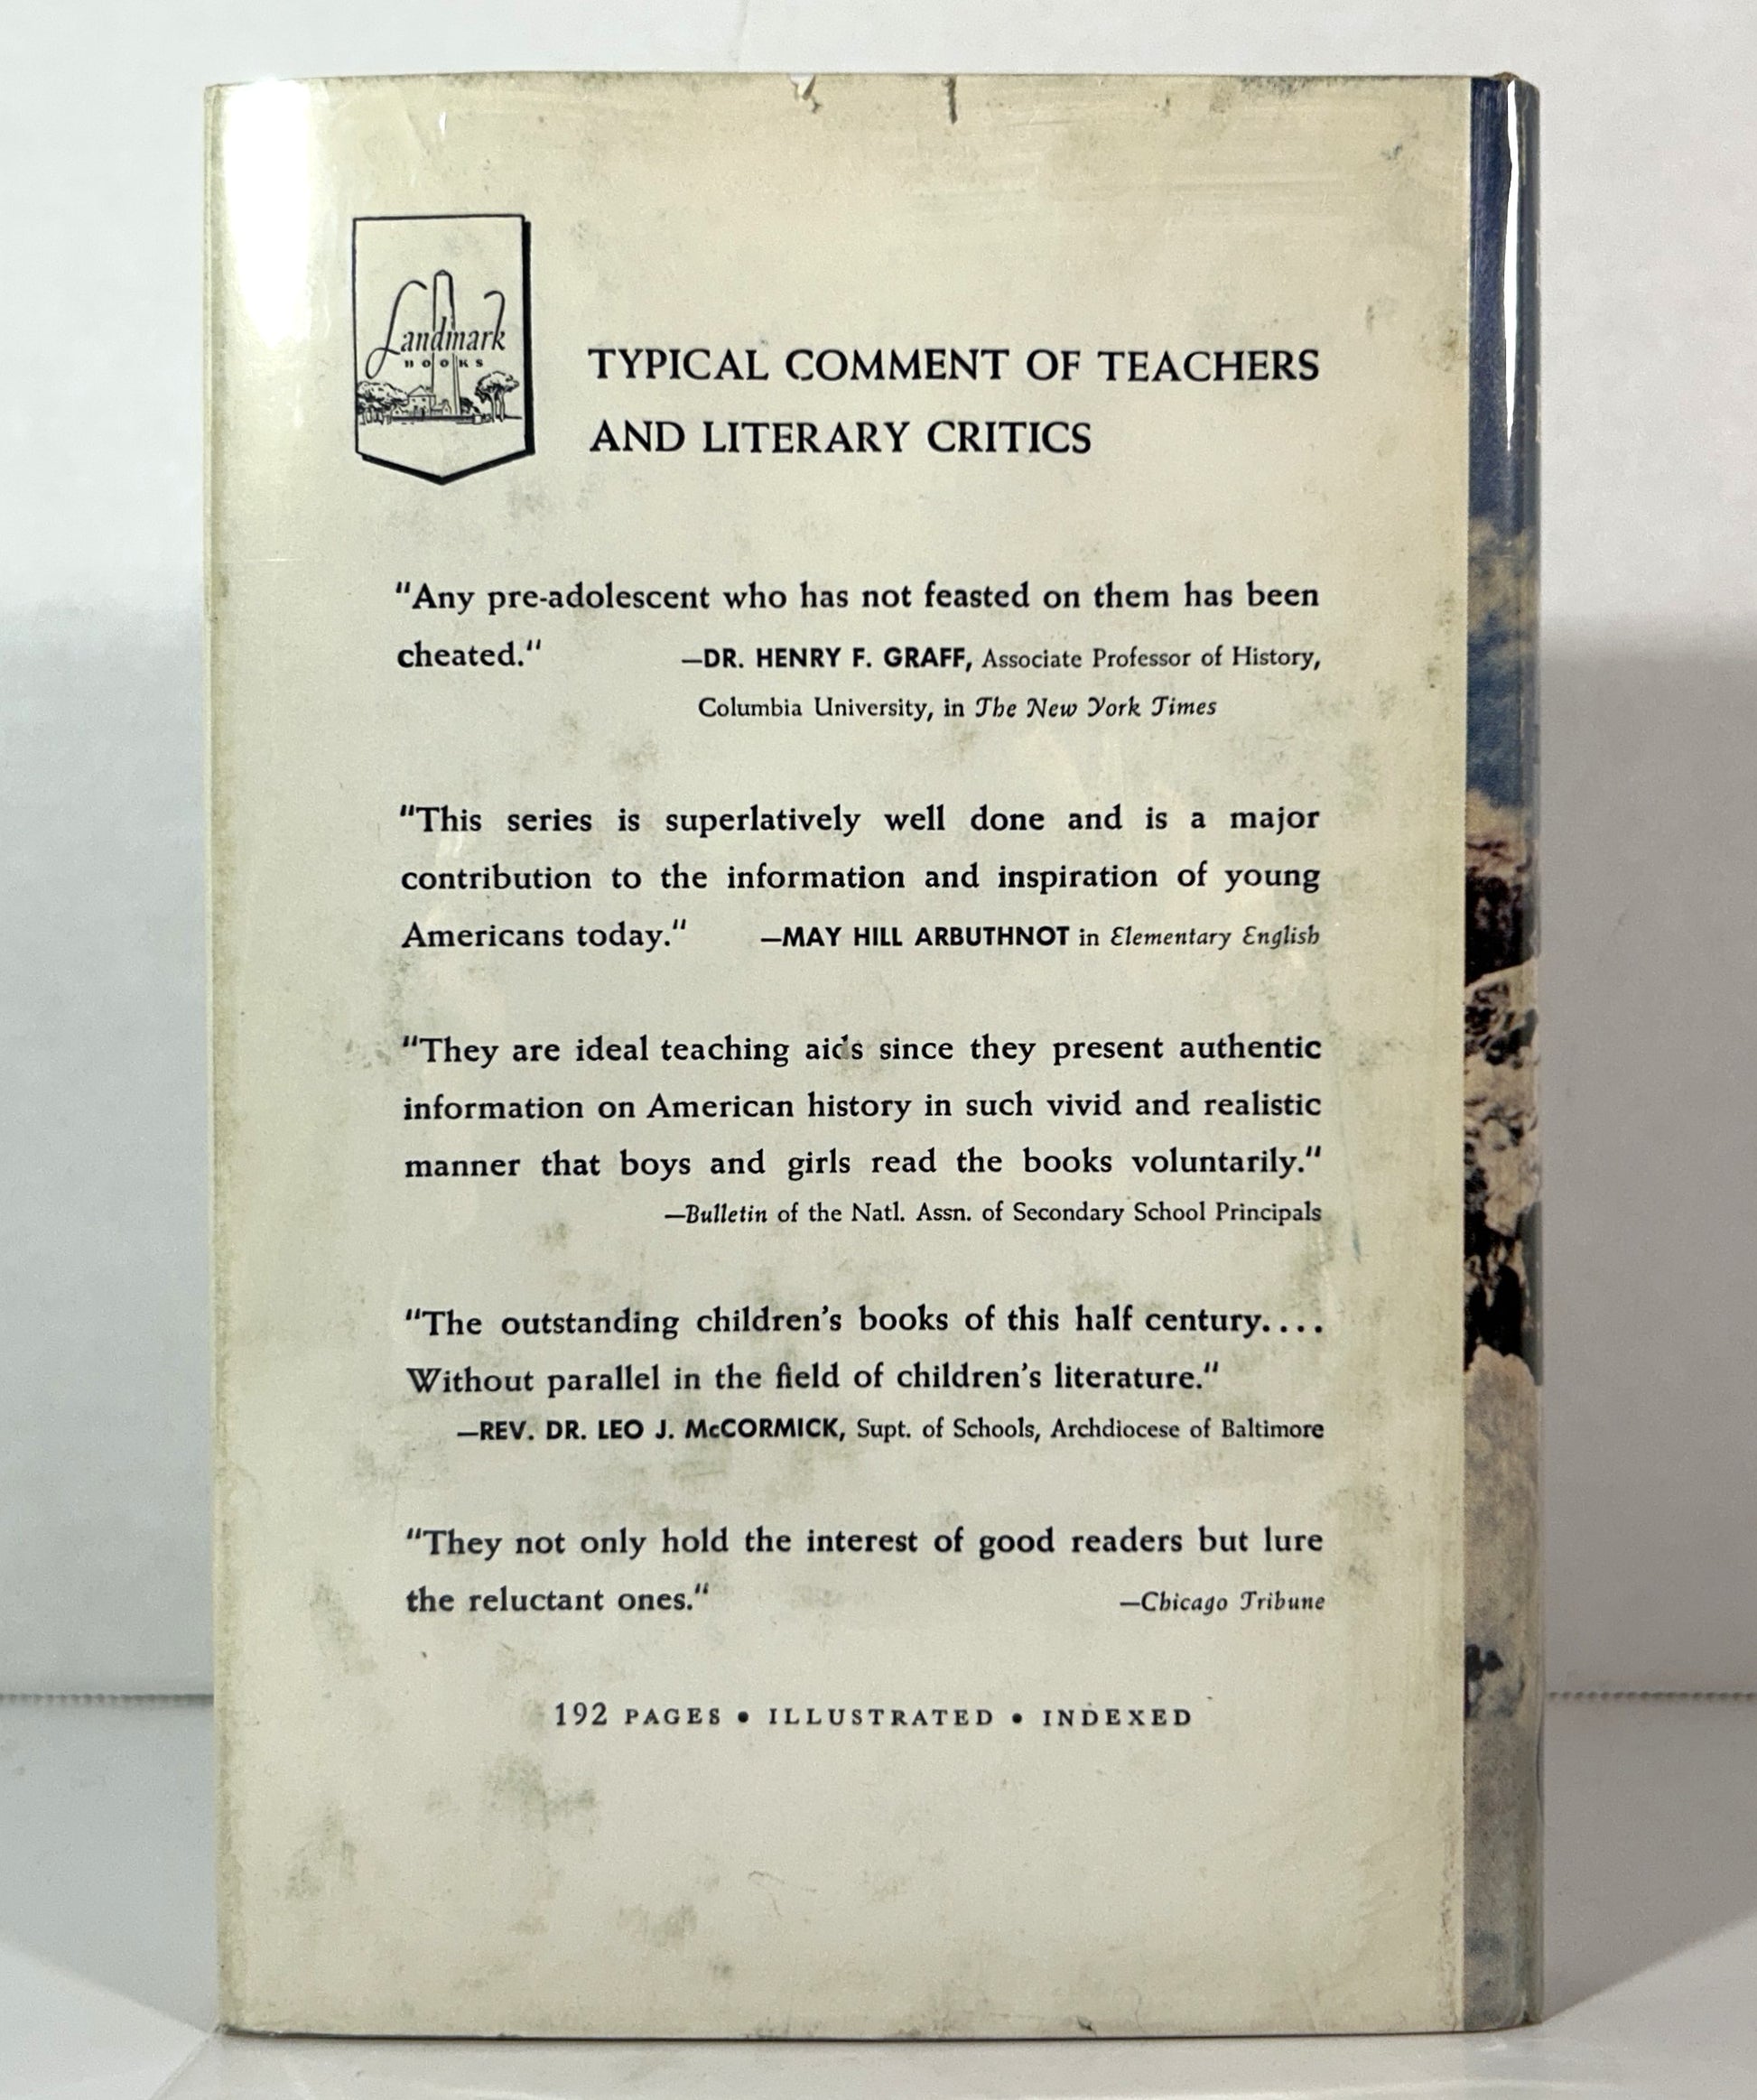 Landmark
BOOKS
TYPICAL COMMENT OF TEACHERS
AND LITERARY CRITICS
"Any pre-adolescent who has not feasted on them has been
cheated." —DR. HENRY F. GRAFF, Associate Professor of History,
Columbia University, in The New York Times
"This series is superlatively well done and is a major
contribution to the information and inspiration of young
Americans today." —MAY HILL ARBUTHNOT in Elementary English
"They are ideal teaching aids since they present authentic
information on American history in such vivid and realistic
manner that boys and girls read the books voluntarily."
—Bulletin of the Natl. Assn. of Secondary School Principals
"The outstanding children's books of this half century....
Without parallel in the field of children's literature."
—REV. DR. LEO J. McCORMICK, Supt. of Schools, Archdiocese of Baltimore
"They not only hold the interest of good readers but lure
the reluctant ones." —Chicago Tribune
192 PAGES • ILLUSTRATED • INDEXED